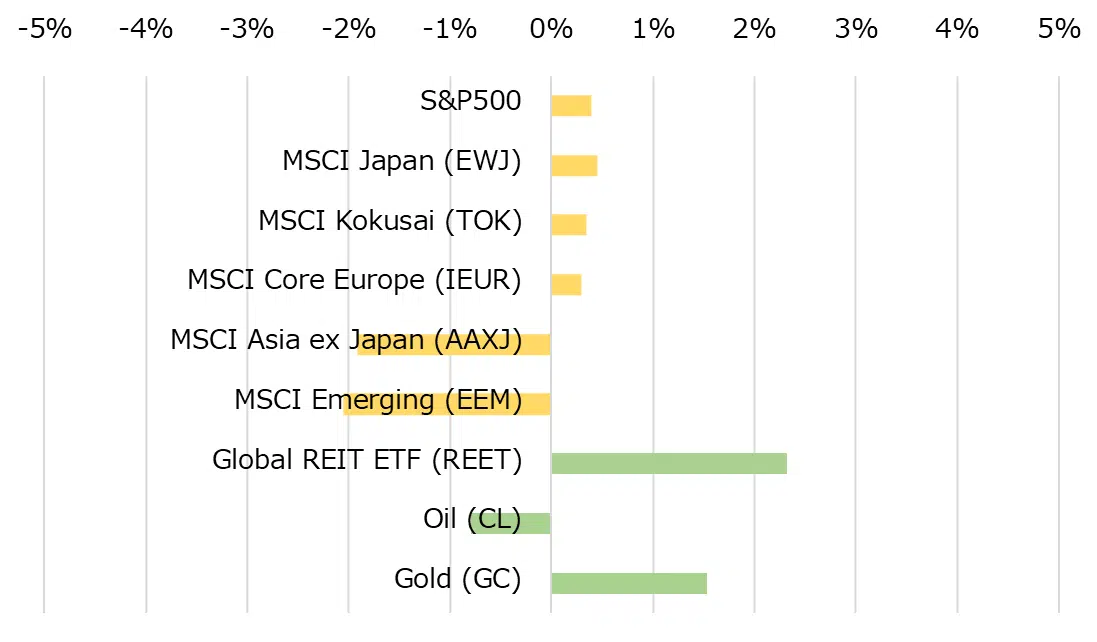 -5% -4% -3% -2% -1% 0% 1% 2% 3% 4% 5%
S&P500
MSCI Japan (EWJ)
MSCI Kokusai (TOK)
MSCI Core Europe (IEUR)
MSCI Asia ex Japan (AAXJ)
MSCI Emerging (EEM)
Global REIT ETF (REET)
Oil (CL)
Gold (GC)